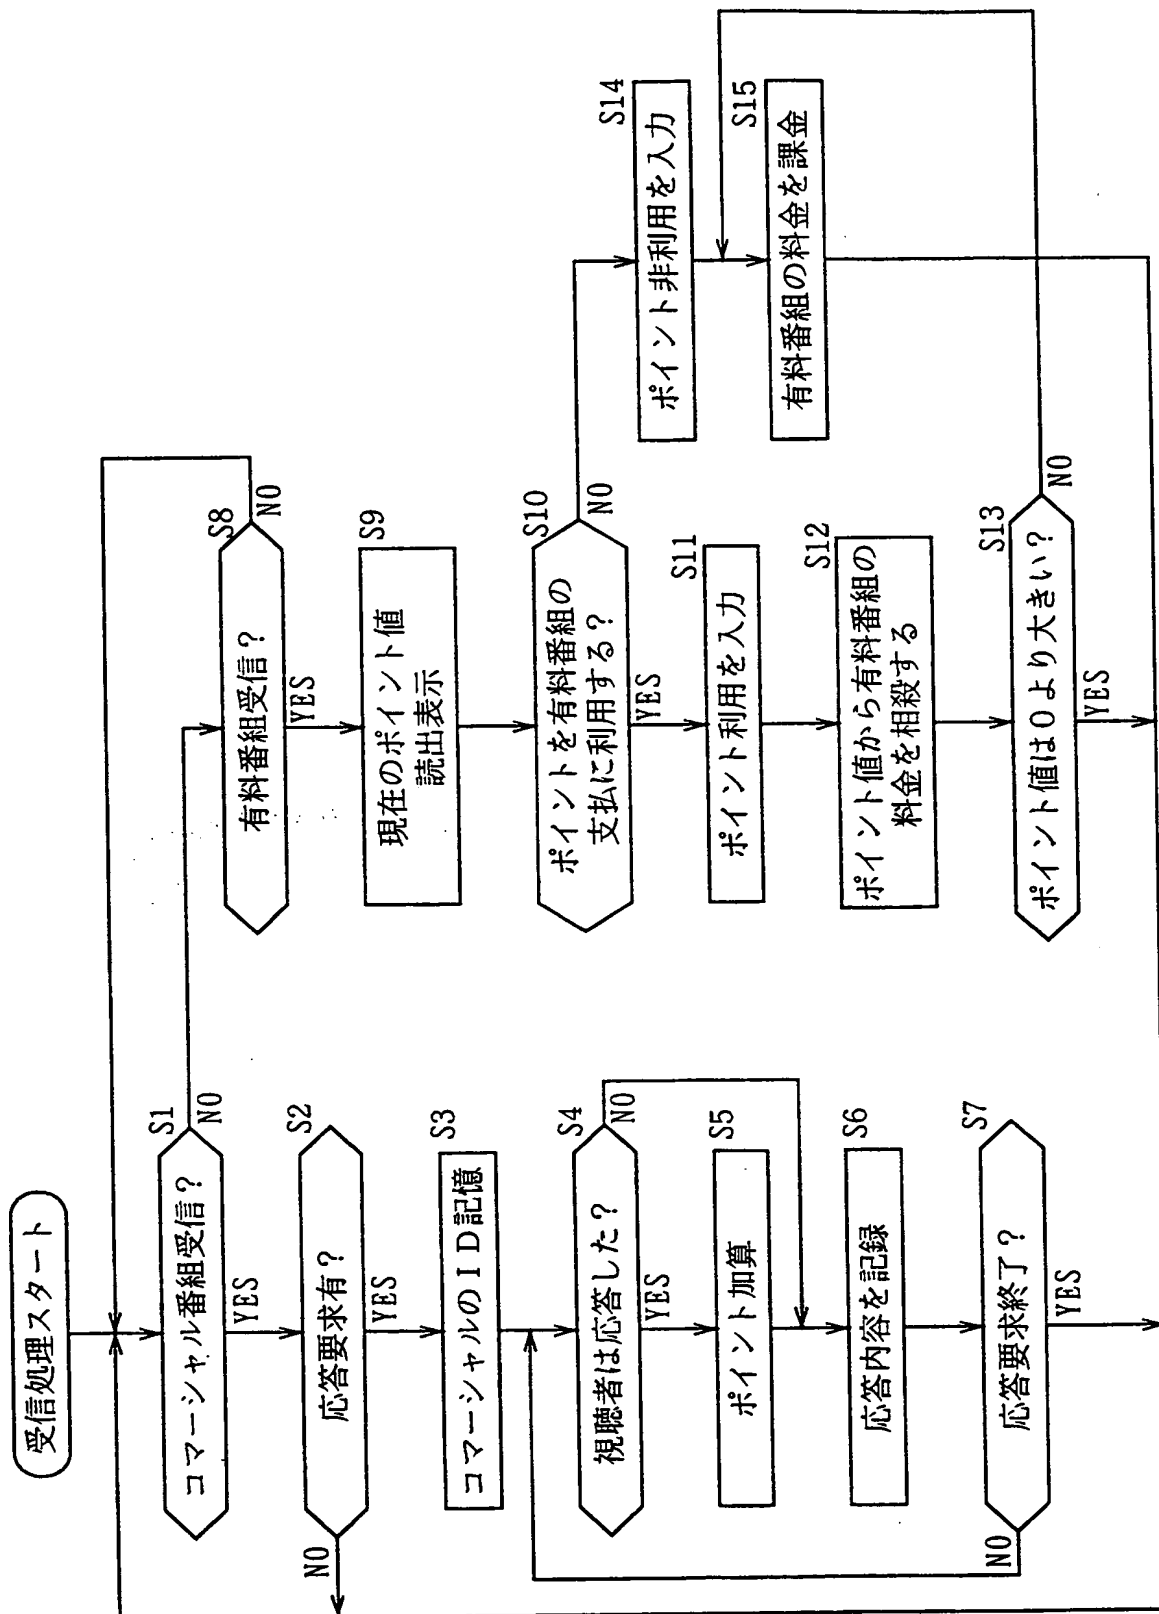 受信処理スタート
S1
コマーシャル番組受信?
NO
YES
S2
応答要求有?
NO
YES
S3
コマーシャルのID記憶
S4
視聴者は応答した?
NO
YES
S5
ポイント加算
S6
応答内容を記録
S7
応答要求終了?
NO
YES
S8
有料番組受信?
NO
YES
S9
現在のポイント値
読出表示
S10
ポイントを有料番組の
支払に利用する?
NO
YES
S11
ポイント利用を入力
S12
ポイント値から有料番組の
料金を相殺する
S13
ポイント値は0より大きい?
NO
YES
S14
ポイント非利用を入力
S15
有料番組の料金を課金